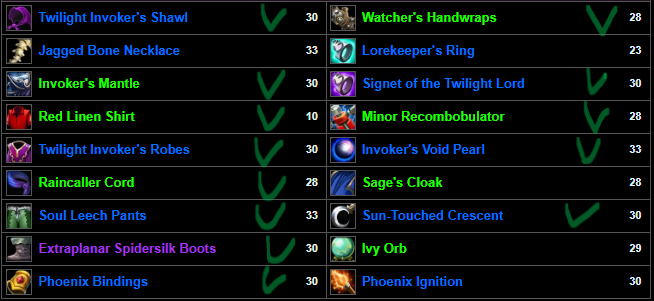 Twilight Invoker's Shawl 30
Jagged Bone Necklace 33
Invoker's Mantle 30
Red Linen Shirt 10
Twilight Invoker's Robes 30
Raincaller Cord 28
Soul Leech Pants 33
Extraplanar Spidersilk Boots 30
Phoenix Bindings 30
Watcher's Handwraps 28
Lorekeeper's Ring 23
Signet of the Twilight Lord 30
Minor Recombobulator 28
Invoker's Void Pearl 33
Sage's Cloak 28
Sun-Touched Crescent 30
Ivy Orb 29
Phoenix Ignition 30